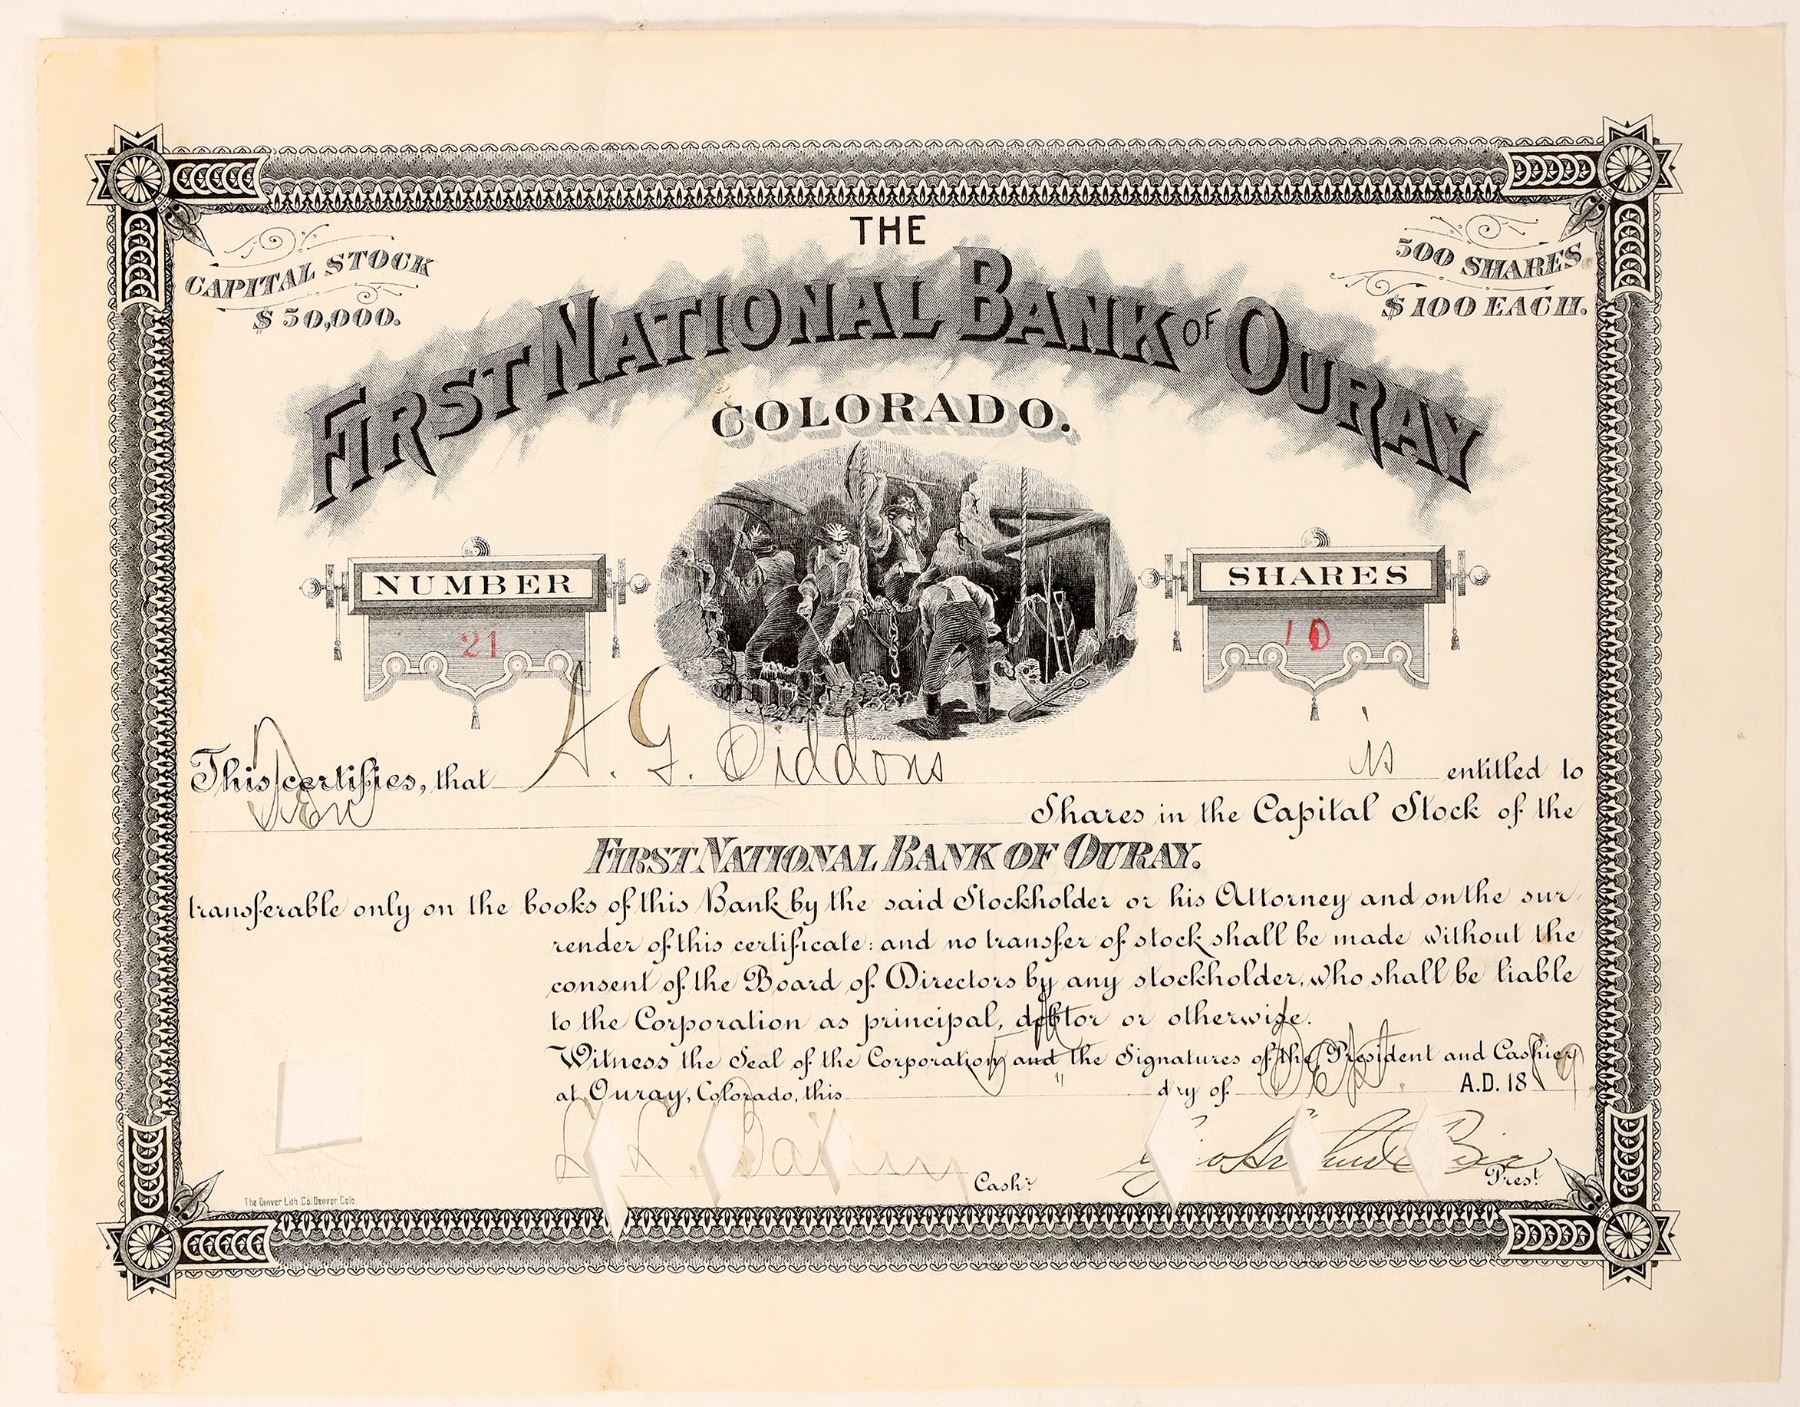 THE
CAPITAL STOCK
$50,000.
500 SHARES
$100 EACH.
FIRST NATIONAL BANK OF OURAY
COLORADO.
NUMBER
21
SHARES
10
This certifies, that A. G. Siddons is entitled to
Ten Shares in the Capital Stock of the
FIRST NATIONAL BANK OF OURAY.
transferable only on the books of this Bank by the said Stockholder or his Attorney and on the sur-
render of this certificate: and no transfer of stock shall be made without the
consent of the Board of Directors by any stockholder, who shall be liable
to the Corporation as principal, debtor or otherwise.
Witness the Seal of the Corporation and the Signatures of the President and Cashier
at Ouray, Colorado, this day of Sept. A.D. 18
Cashr.
Prest.
The Denver Lith. Co. Denver, Colo.